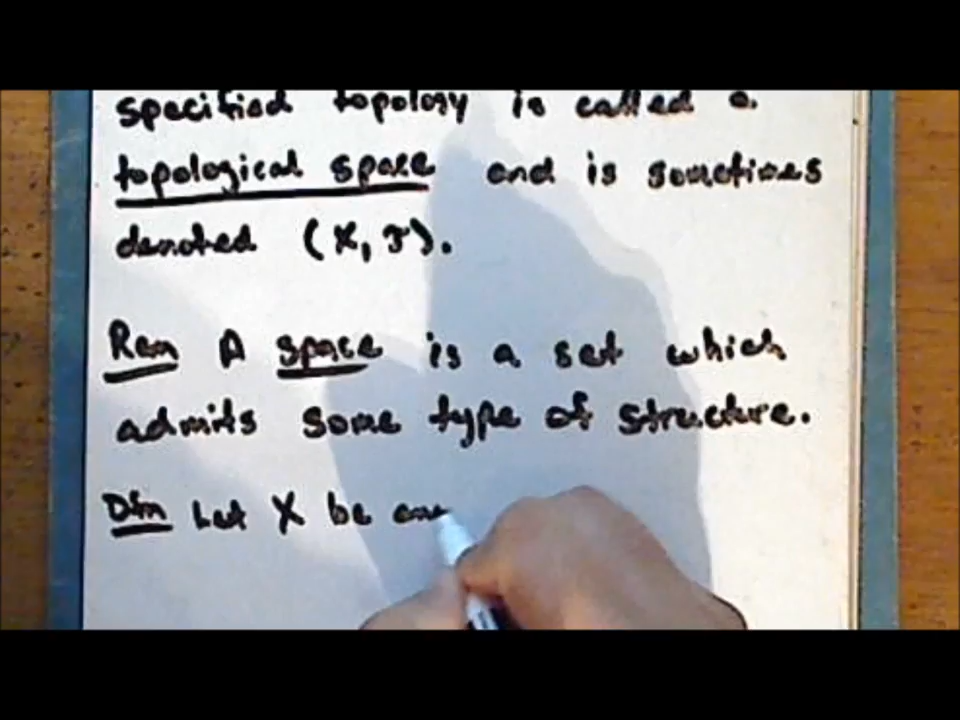 specified topology is called a
topological space and is sometimes
denoted (X, T).
Rem A space is a set which
admits some type of structure.
Let X be